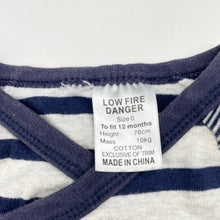 LOW FIRE
DANGER
Size 0
To fit 12 months
Height 76cm
Mass 10kg
COTTON
EXCLUSIVE OF TRIM
MADE IN CHINA